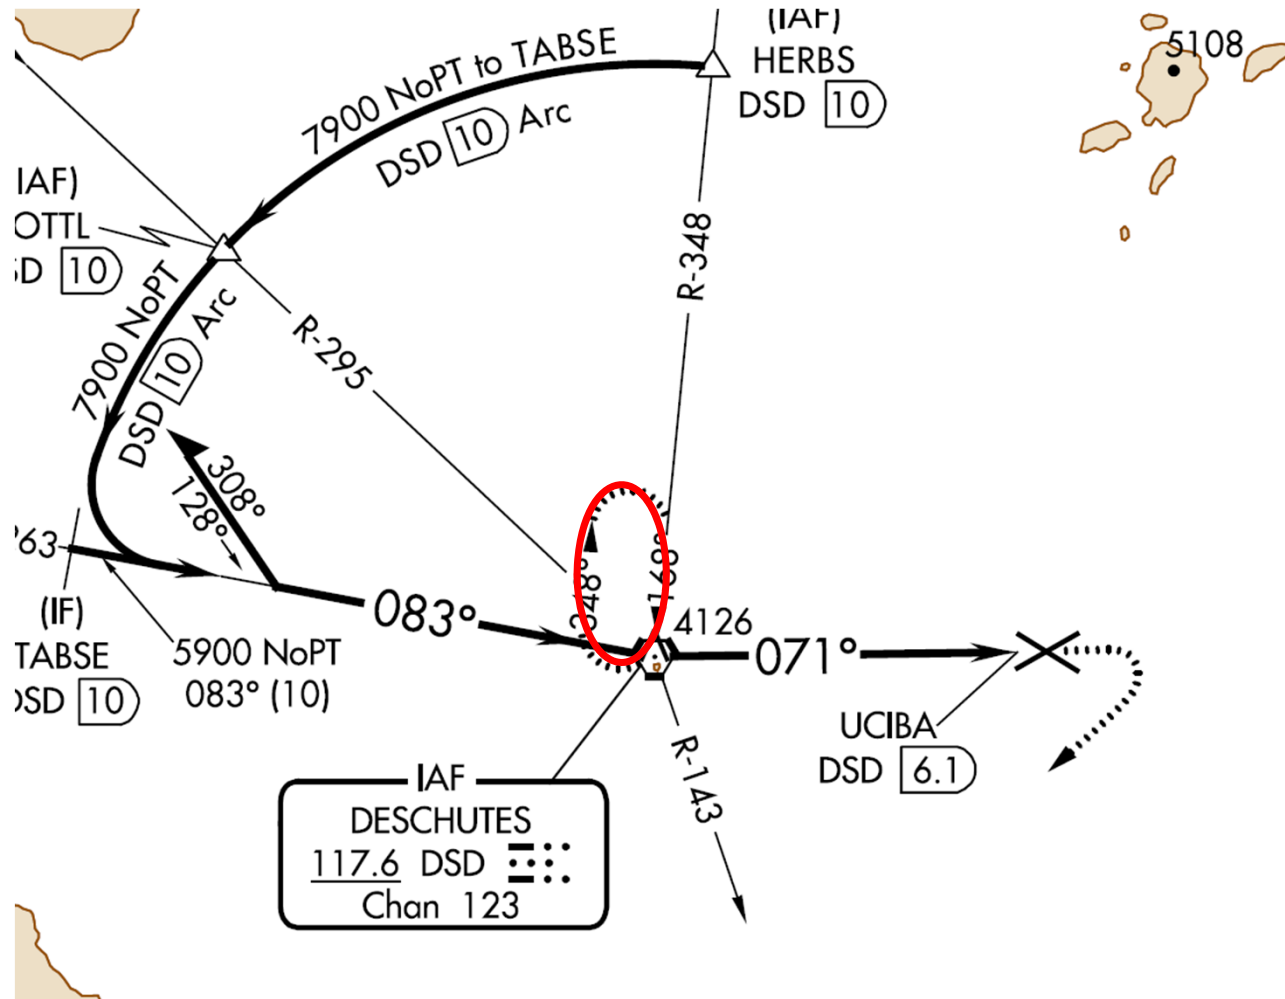 (IAF)
HERBS
DSD 10
5108
7900 NoPT to TABSE
DSD 10 Arc
IAF)
OTTL
10
7900 NoPT
DSD 10 Arc
R-348
R-295
308°
128°
348°
168°
63
083°
4126
071°
(IF)
TABSE
10
5900 NoPT
083° (10)
UCIBA
DSD 6.1
R-143
IAF
DESCHUTES
117.6 DSD
Chan 123